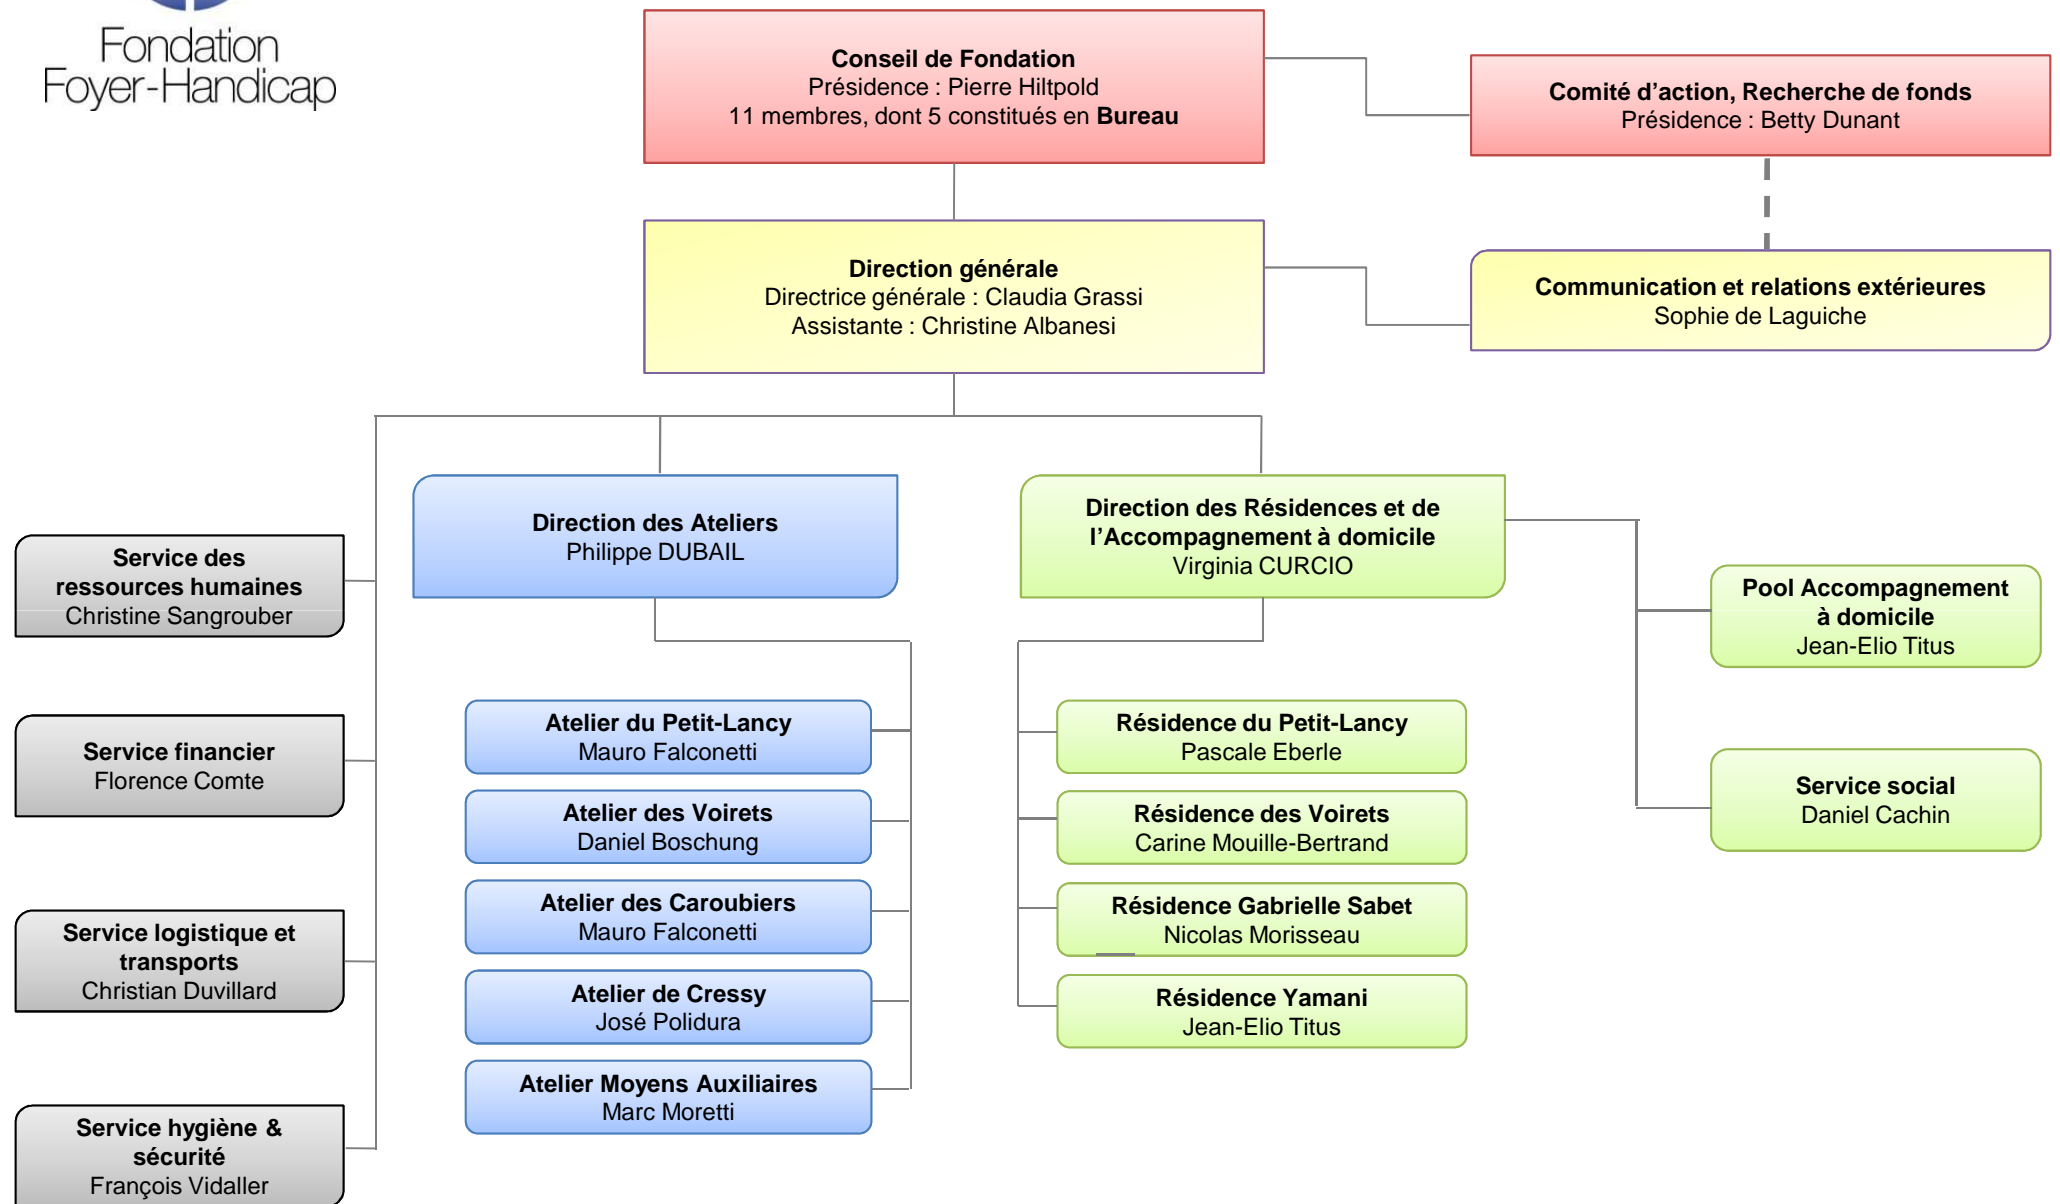 Fondation
Foyer-Handicap
Conseil de Fondation
Présidence : Pierre Hiltpold
11 membres, dont 5 constitués en Bureau
Comité d’action, Recherche de fonds
Présidence : Betty Dunant
Direction générale
Directrice générale : Claudia Grassi
Assistante : Christine Albanesi
Communication et relations extérieures
Sophie de Laguiche
Direction des Ateliers
Philippe DUBAIL
Direction des Résidences et de
l’Accompagnement à domicile
Virginia CURCIO
Service des
ressources humaines
Christine Sangrouber
Service financier
Florence Comte
Service logistique et
transports
Christian Duvillard
Service hygiène &
sécurité
François Vidaller
Atelier du Petit-Lancy
Mauro Falconetti
Atelier des Voirets
Daniel Boschung
Atelier des Caroubiers
Mauro Falconetti
Atelier de Cressy
José Polidura
Atelier Moyens Auxiliaires
Marc Moretti
Résidence du Petit-Lancy
Pascale Eberle
Résidence des Voirets
Carine Mouille-Bertrand
Résidence Gabrielle Sabet
Nicolas Morisseau
Résidence Yamani
Jean-Elio Titus
Pool Accompagnement
à domicile
Jean-Elio Titus
Service social
Daniel Cachin